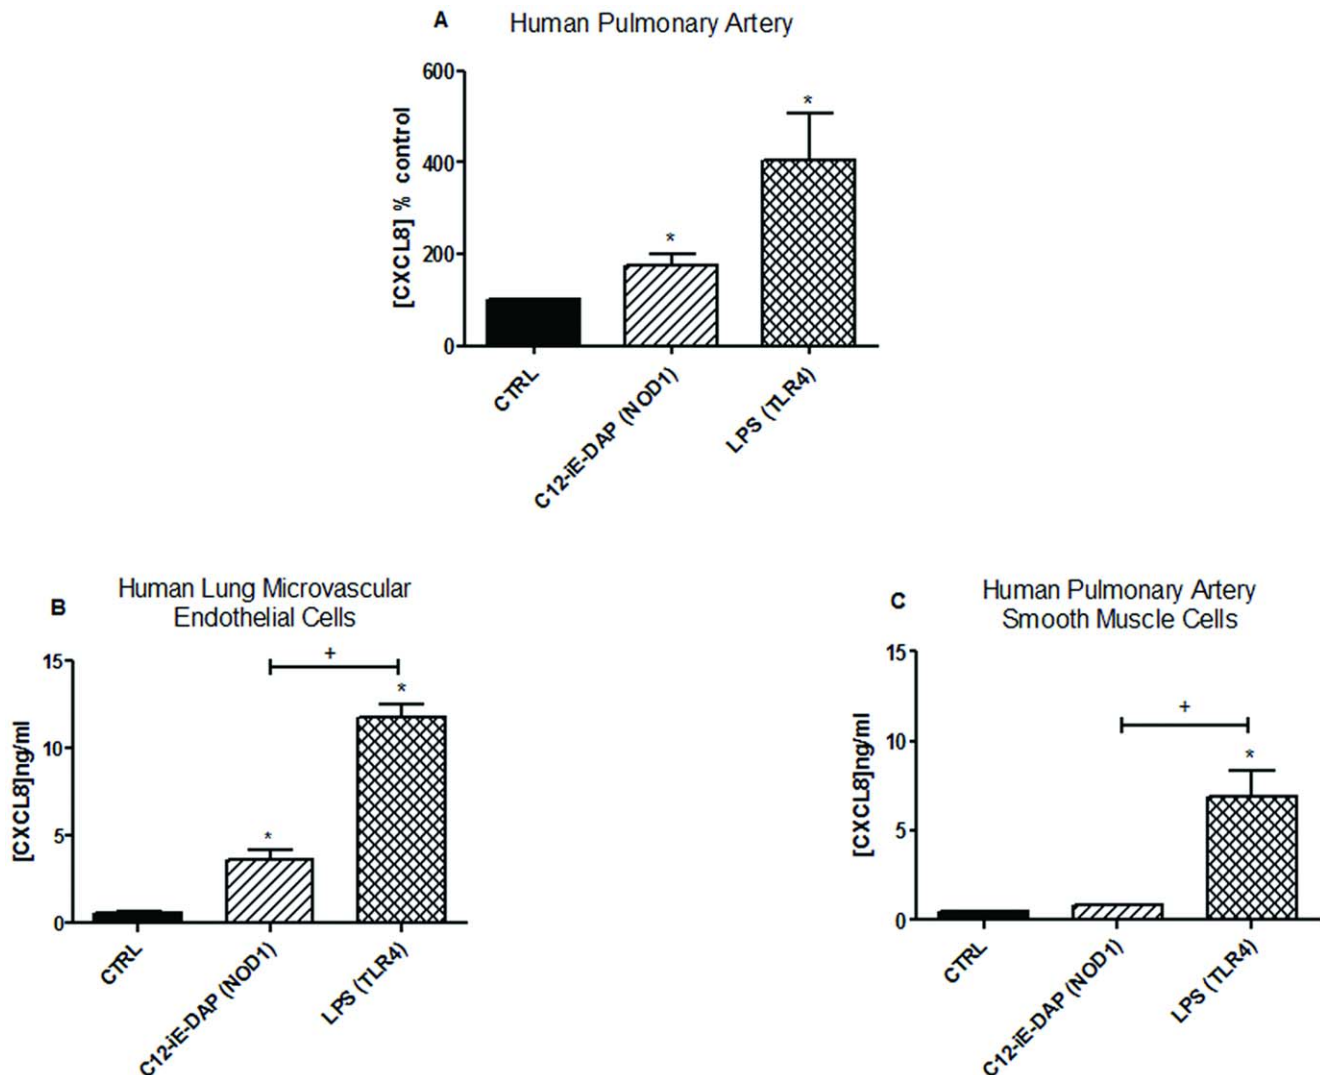 A
Human Pulmonary Artery
[CXCL8] % control
600
400
200
0
*
*
CTRL
C12-iE-DAP (NOD1)
LPS (TLR4)
B
Human Lung Microvascular
Endothelial Cells
[CXCL8]ng/ml
15
10
5
0
+
*
*
CTRL
C12-iE-DAP (NOD1)
LPS (TLR4)
C
Human Pulmonary Artery
Smooth Muscle Cells
[CXCL8]ng/ml
15
10
5
0
+
*
CTRL
C12-iE-DAP (NOD1)
LPS (TLR4)